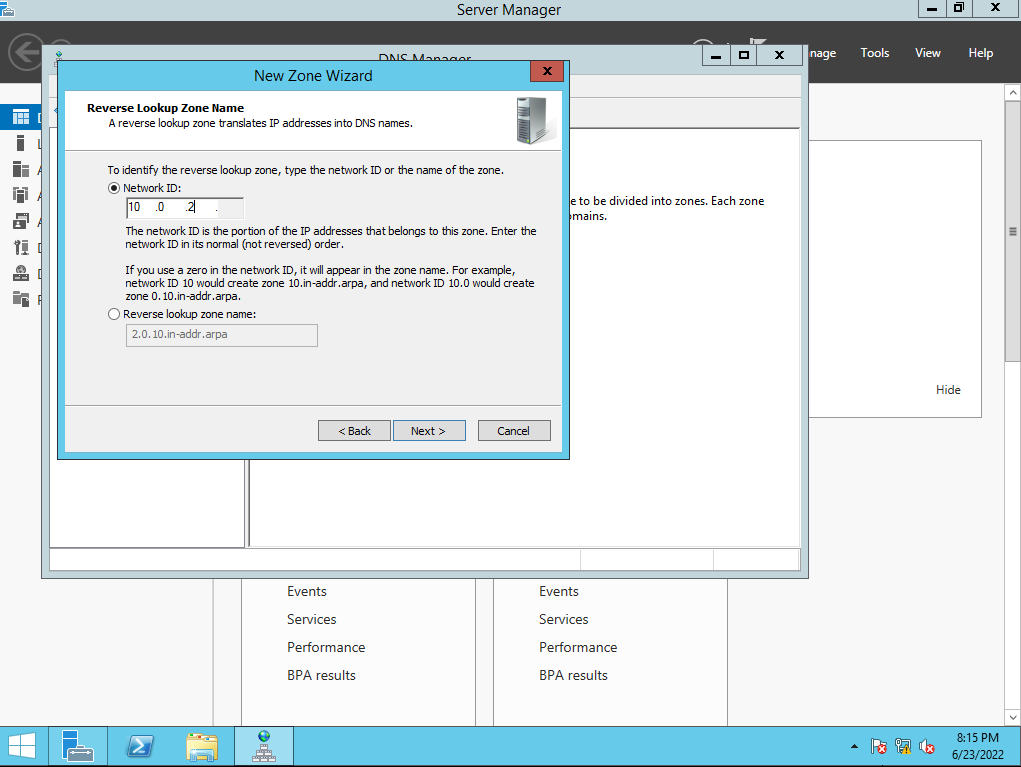 Server Manager
nage
Tools
View
Help
DNS Manager
New Zone Wizard
Reverse Lookup Zone Name
A reverse lookup zone translates IP addresses into DNS names.
To identify the reverse lookup zone, type the network ID or the name of the zone.
Network ID:
10 .0 .2 .
The network ID is the portion of the IP addresses that belongs to this zone. Enter the
network ID in its normal (not reversed) order.
If you use a zero in the network ID, it will appear in the zone name. For example,
network ID 10 would create zone 10.in-addr.arpa, and network ID 10.0 would create
zone 0.10.in-addr.arpa.
Reverse lookup zone name:
2.0.10.in-addr.arpa
< Back
Next >
Cancel
e to be divided into zones. Each zone
mains.
Hide
Events
Services
Performance
BPA results
Events
Services
Performance
BPA results
8:15 PM
6/23/2022